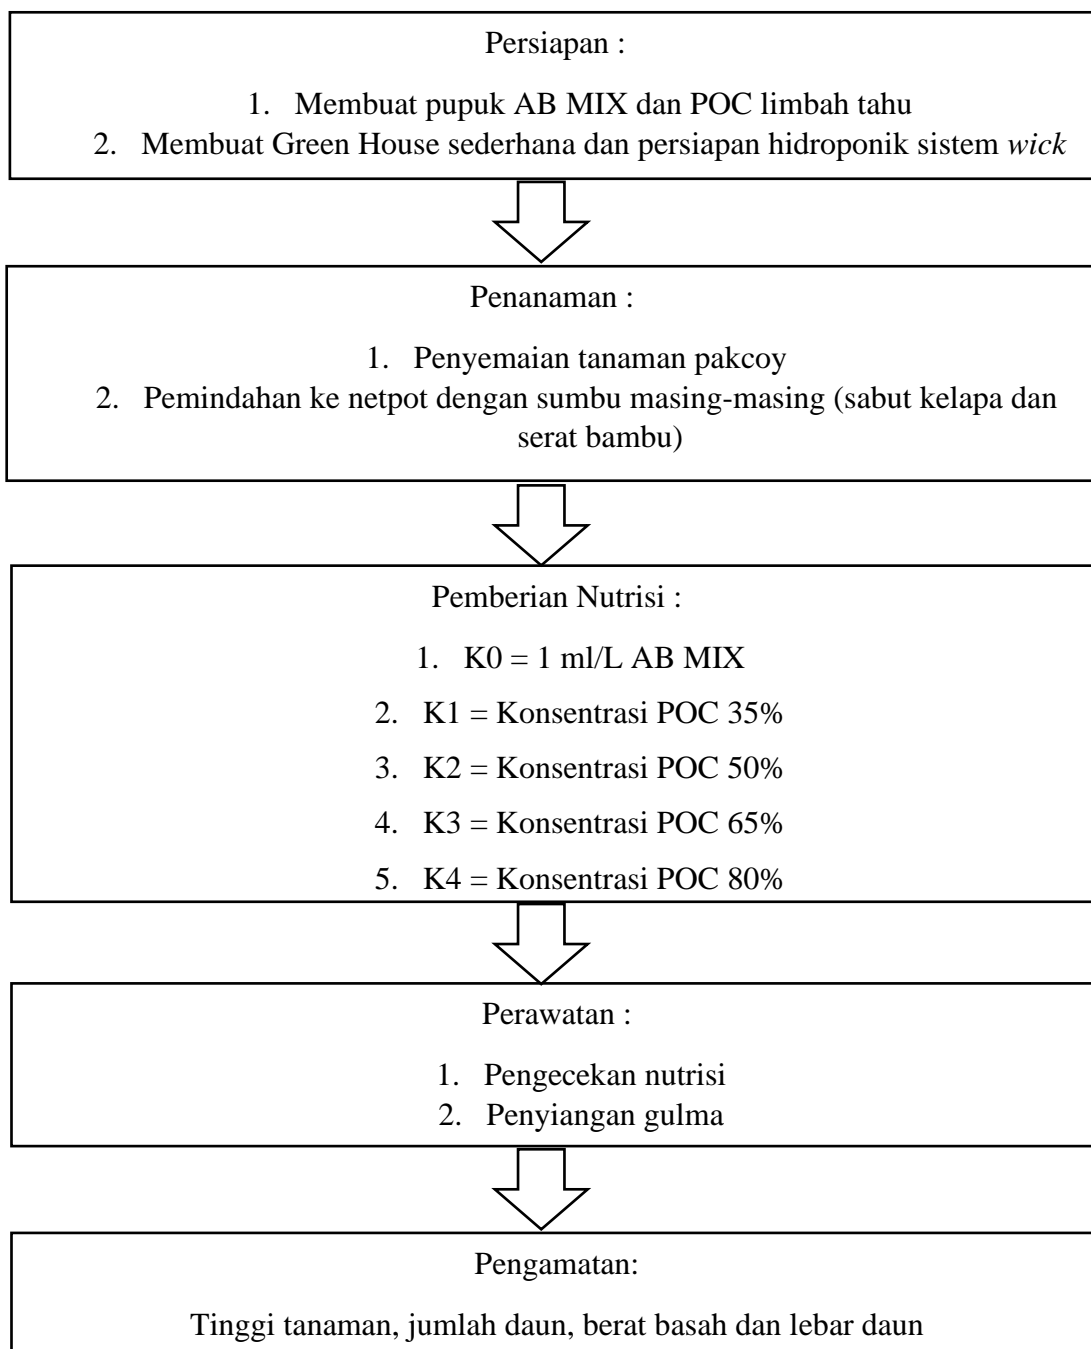 Persiapan :
1. Membuat pupuk AB MIX dan POC limbah tahu
2. Membuat Green House sederhana dan persiapan hidroponik sistem wick
Penanaman :
1. Penyemaian tanaman pakcoy
2. Pemindahan ke netpot dengan sumbu masing-masing (sabut kelapa dan
serat bambu)
Pemberian Nutrisi :
1. K0 = 1 ml/L AB MIX
2. K1 = Konsentrasi POC 35%
3. K2 = Konsentrasi POC 50%
4. K3 = Konsentrasi POC 65%
5. K4 = Konsentrasi POC 80%
Perawatan :
1. Pengecekan nutrisi
2. Penyiangan gulma
Pengamatan:
Tinggi tanaman, jumlah daun, berat basah dan lebar daun